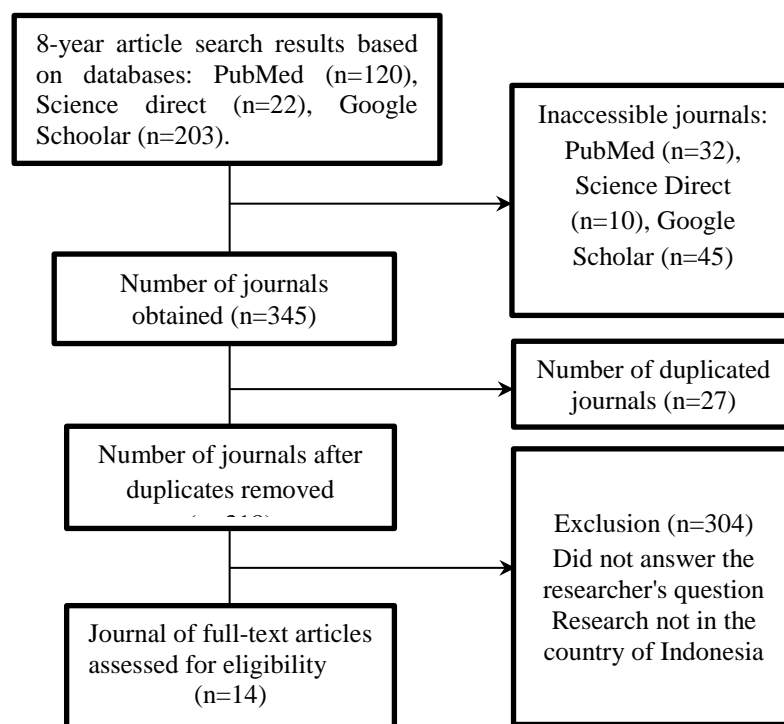 8-year article search results based
on databases: PubMed (n=120),
Science direct (n=22), Google
Schoolar (n=203).
Inaccessible journals:
PubMed (n=32),
Science Direct
(n=10), Google
Scholar (n=45)
Number of journals
obtained (n=345)
Number of duplicated
journals (n=27)
Number of journals after
duplicates removed
Exclusion (n=304)
Did not answer the
researcher's question
Research not in the
country of Indonesia
Journal of full-text articles
assessed for eligibility
(n=14)